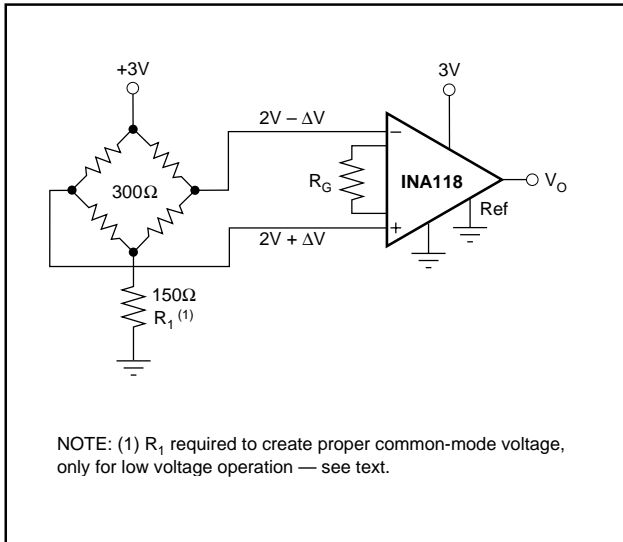 +3V
3V
2V – ΔV
300Ω
R_G
–
INA118
V_O
Ref
+
2V + ΔV
150Ω
R_1 (1)
NOTE: (1) R_1 required to create proper common-mode voltage,
only for low voltage operation — see text.